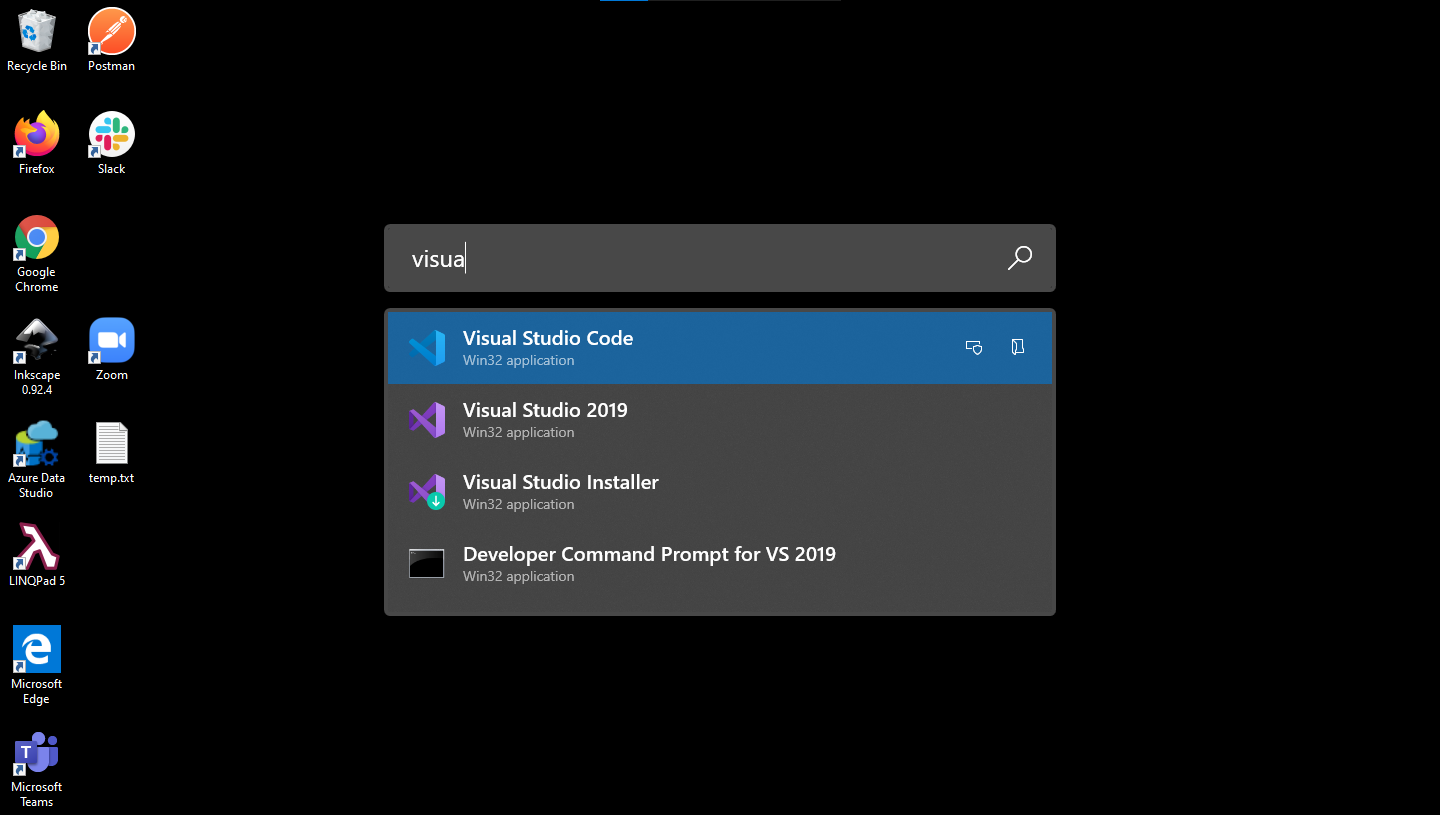 Recycle Bin
Postman
Firefox
Slack
Google
Chrome
Inkscape
0.92.4
Zoom
Azure Data
Studio
temp.txt
LINQPad 5
Microsoft
Edge
T
Microsoft
Teams
visua
Visual Studio Code
Win32 application
Visual Studio 2019
Win32 application
Visual Studio Installer
Win32 application
Developer Command Prompt for VS 2019
Win32 application